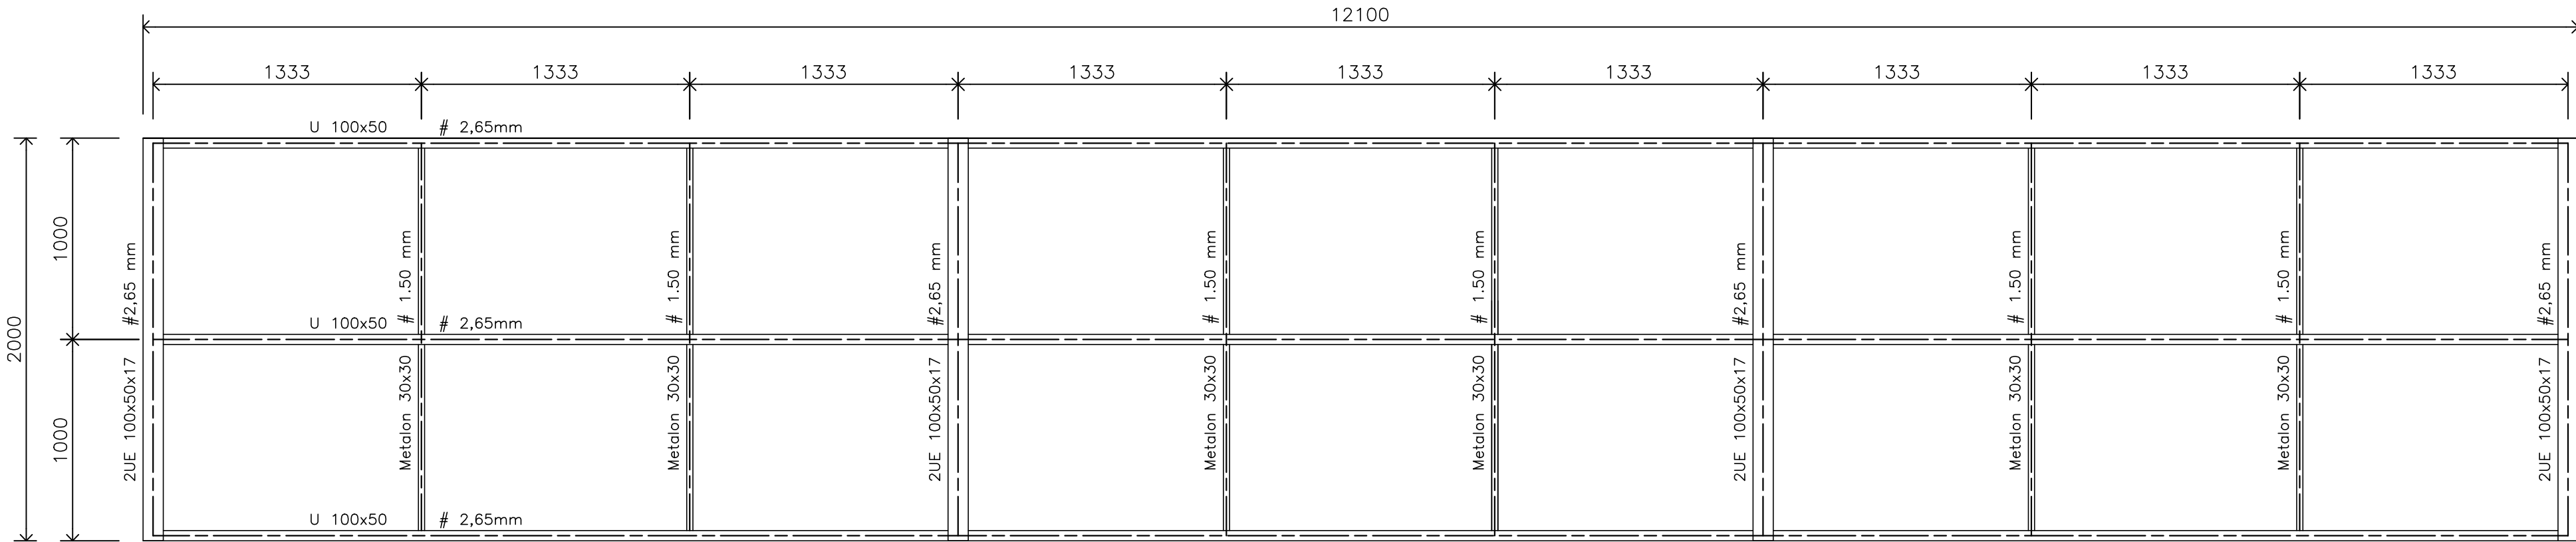 12100
1333 1333 1333 1333 1333 1333 1333 1333 1333
U 100x50 # 2,65mm
2000
1000
1000
2UE 100x50x17 #2,65 mm
Metalon 30x30 # 1.50 mm
Metalon 30x30 # 1.50 mm
2UE 100x50x17 #2,65 mm
Metalon 30x30 # 1.50 mm
Metalon 30x30 # 1.50 mm
2UE 100x50x17 #2,65 mm
Metalon 30x30 # 1.50 mm
Metalon 30x30 # 1.50 mm
2UE 100x50x17 #2,65 mm
U 100x50 # 2,65mm
U 100x50 # 2,65mm